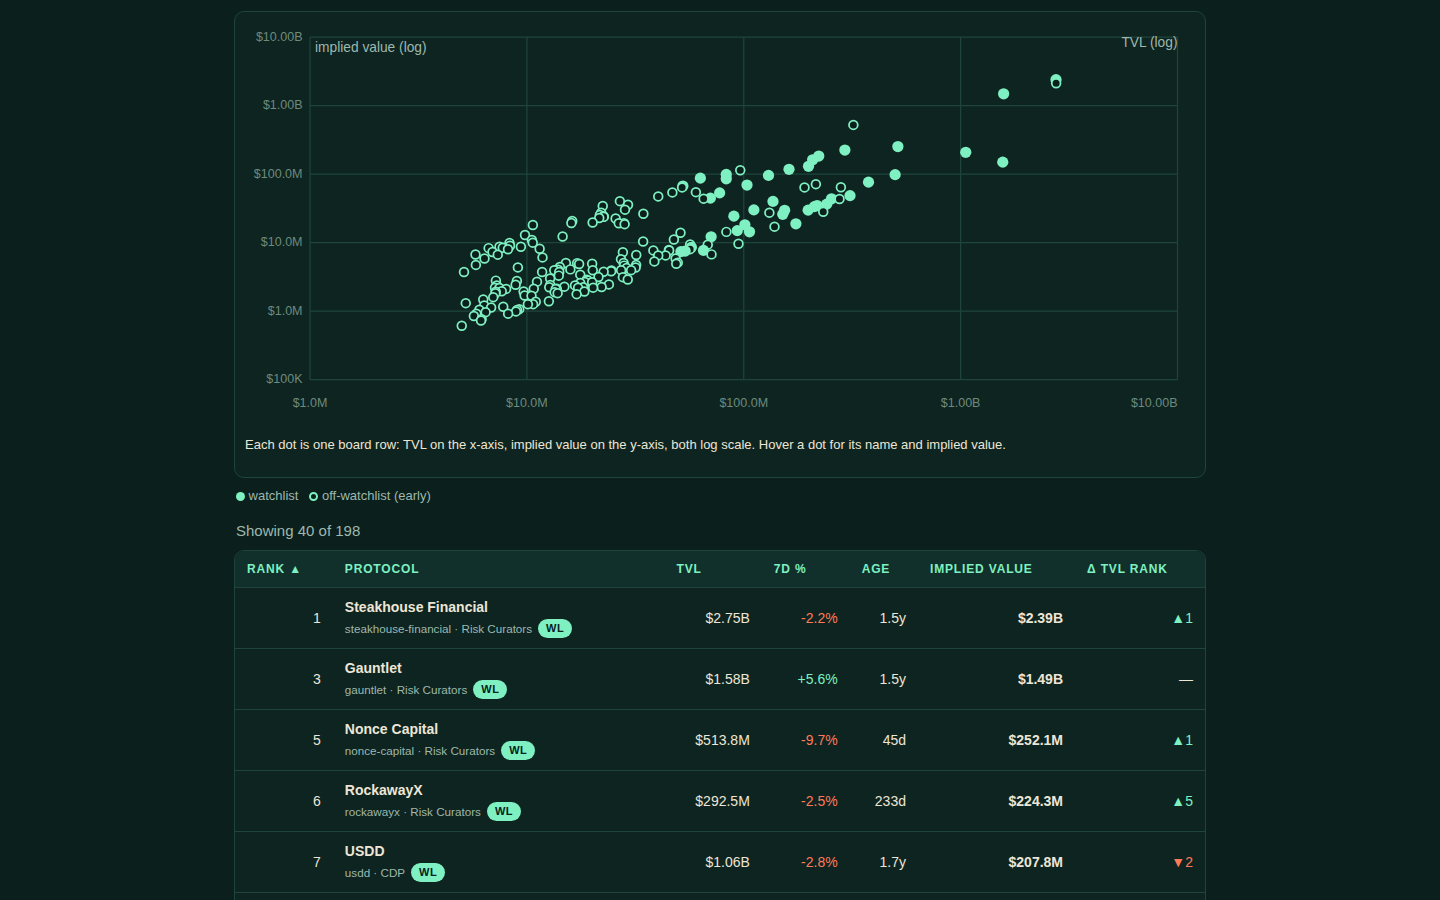 implied value (log)
TVL (log)
$10.00B
$1.00B
$100.0M
$10.0M
$1.0M
$100K
$1.0M $10.0M $100.0M $1.00B $10.00B
Each dot is one board row: TVL on the x-axis, implied value on the y-axis, both log scale. Hover a dot for its name and implied value.
watchlist off-watchlist (early)
Showing 40 of 198
RANK ▲ PROTOCOL TVL 7D % AGE IMPLIED VALUE Δ TVL RANK
1 Steakhouse Financial $2.75B -2.2% 1.5y $2.39B ▲1
steakhouse-financial · Risk Curators WL
3 Gauntlet $1.58B +5.6% 1.5y $1.49B —
gauntlet · Risk Curators WL
5 Nonce Capital $513.8M -9.7% 45d $252.1M ▲1
nonce-capital · Risk Curators WL
6 RockawayX $292.5M -2.5% 233d $224.3M ▲5
rockawayx · Risk Curators WL
7 USDD $1.06B -2.8% 1.7y $207.8M ▼2
usdd · CDP WL